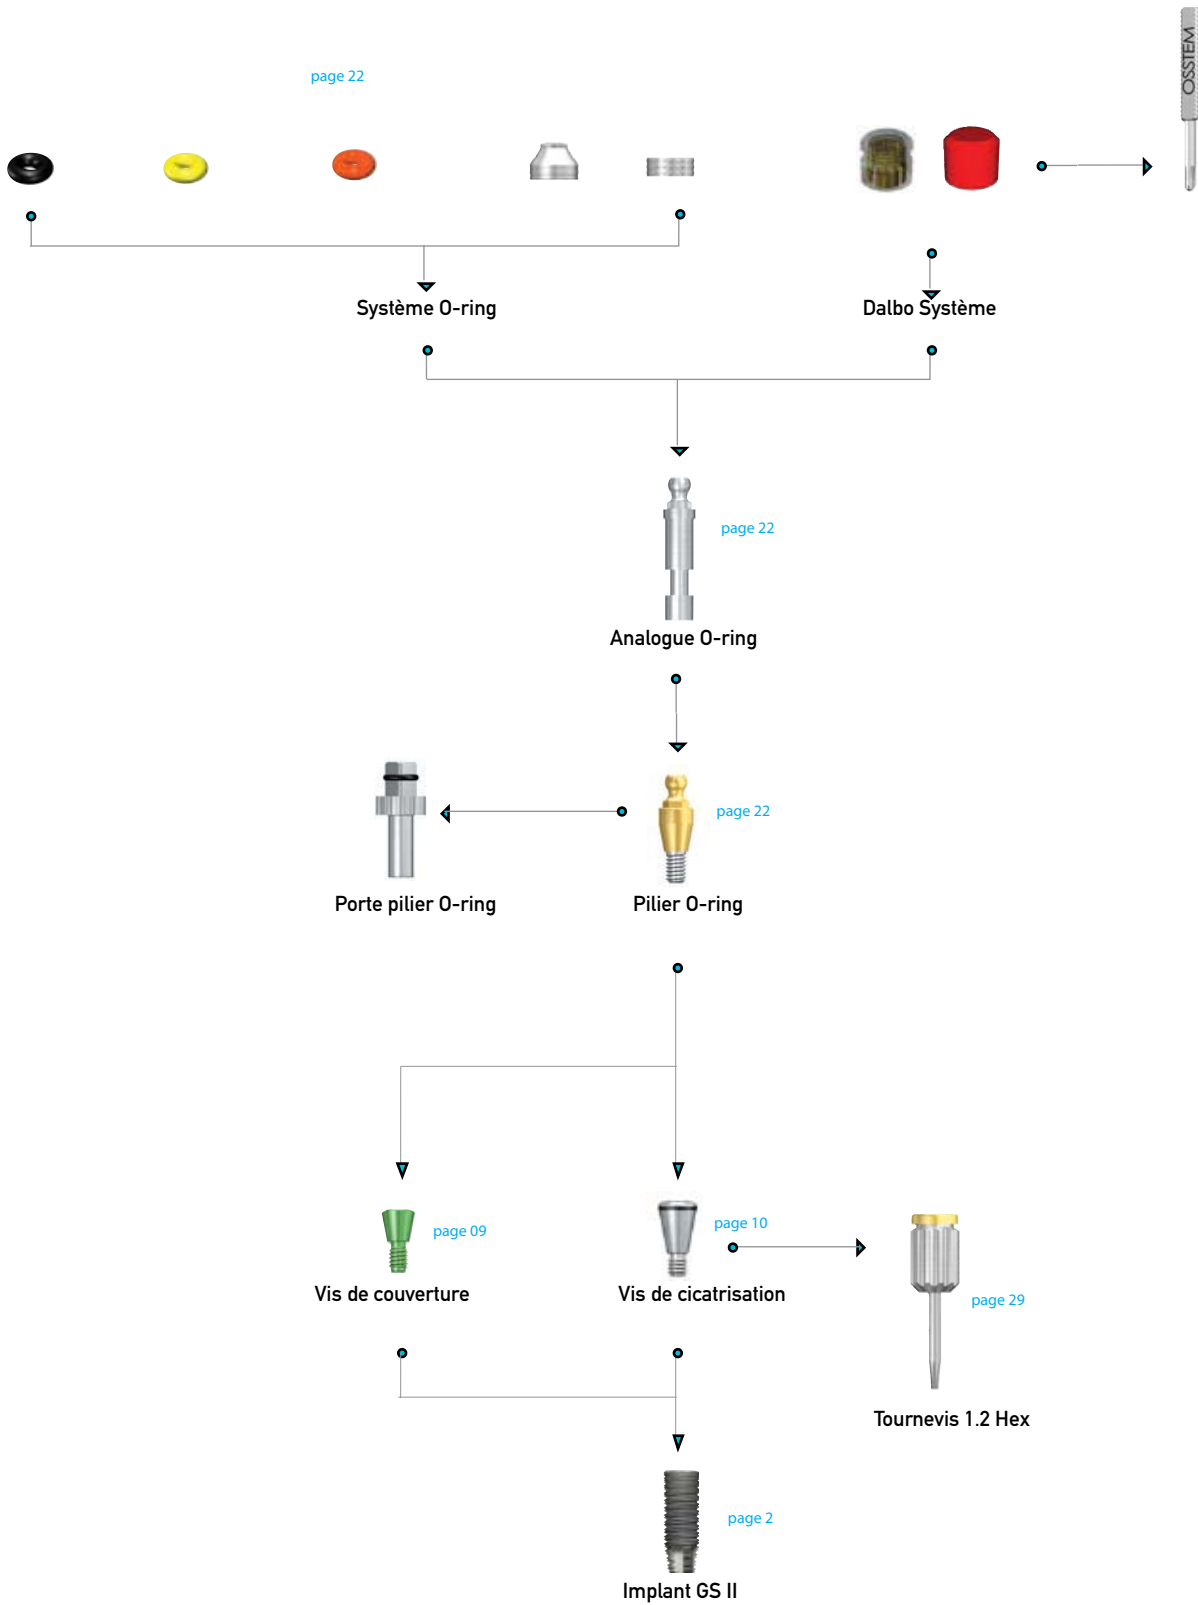 OSSTEM
page 22
Système O-ring
Dalbo Système
page 22
Analogue O-ring
page 22
Porte pilier O-ring
Pilier O-ring
page 09
page 10
Vis de couverture
Vis de cicatrisation
page 29
Tournevis 1.2 Hex
page 2
Implant GS II